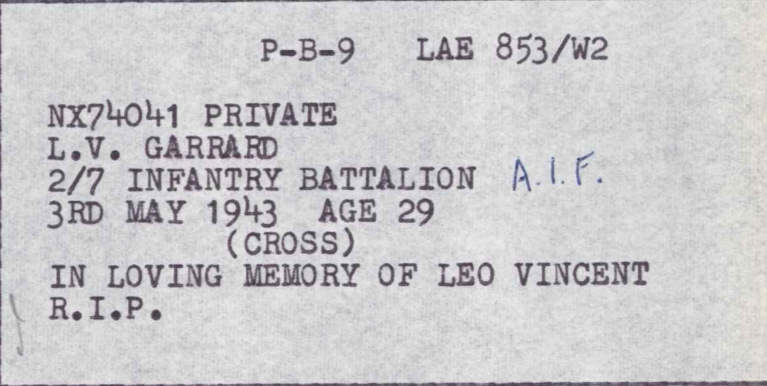 P-B-9 LAE 853/W2
NX74041 PRIVATE
L.V. GARRARD
2/7 INFANTRY BATTALION A.I.F.
3RD MAY 1943 AGE 29
(CROSS)
IN LOVING MEMORY OF LEO VINCENT
R.I.P.